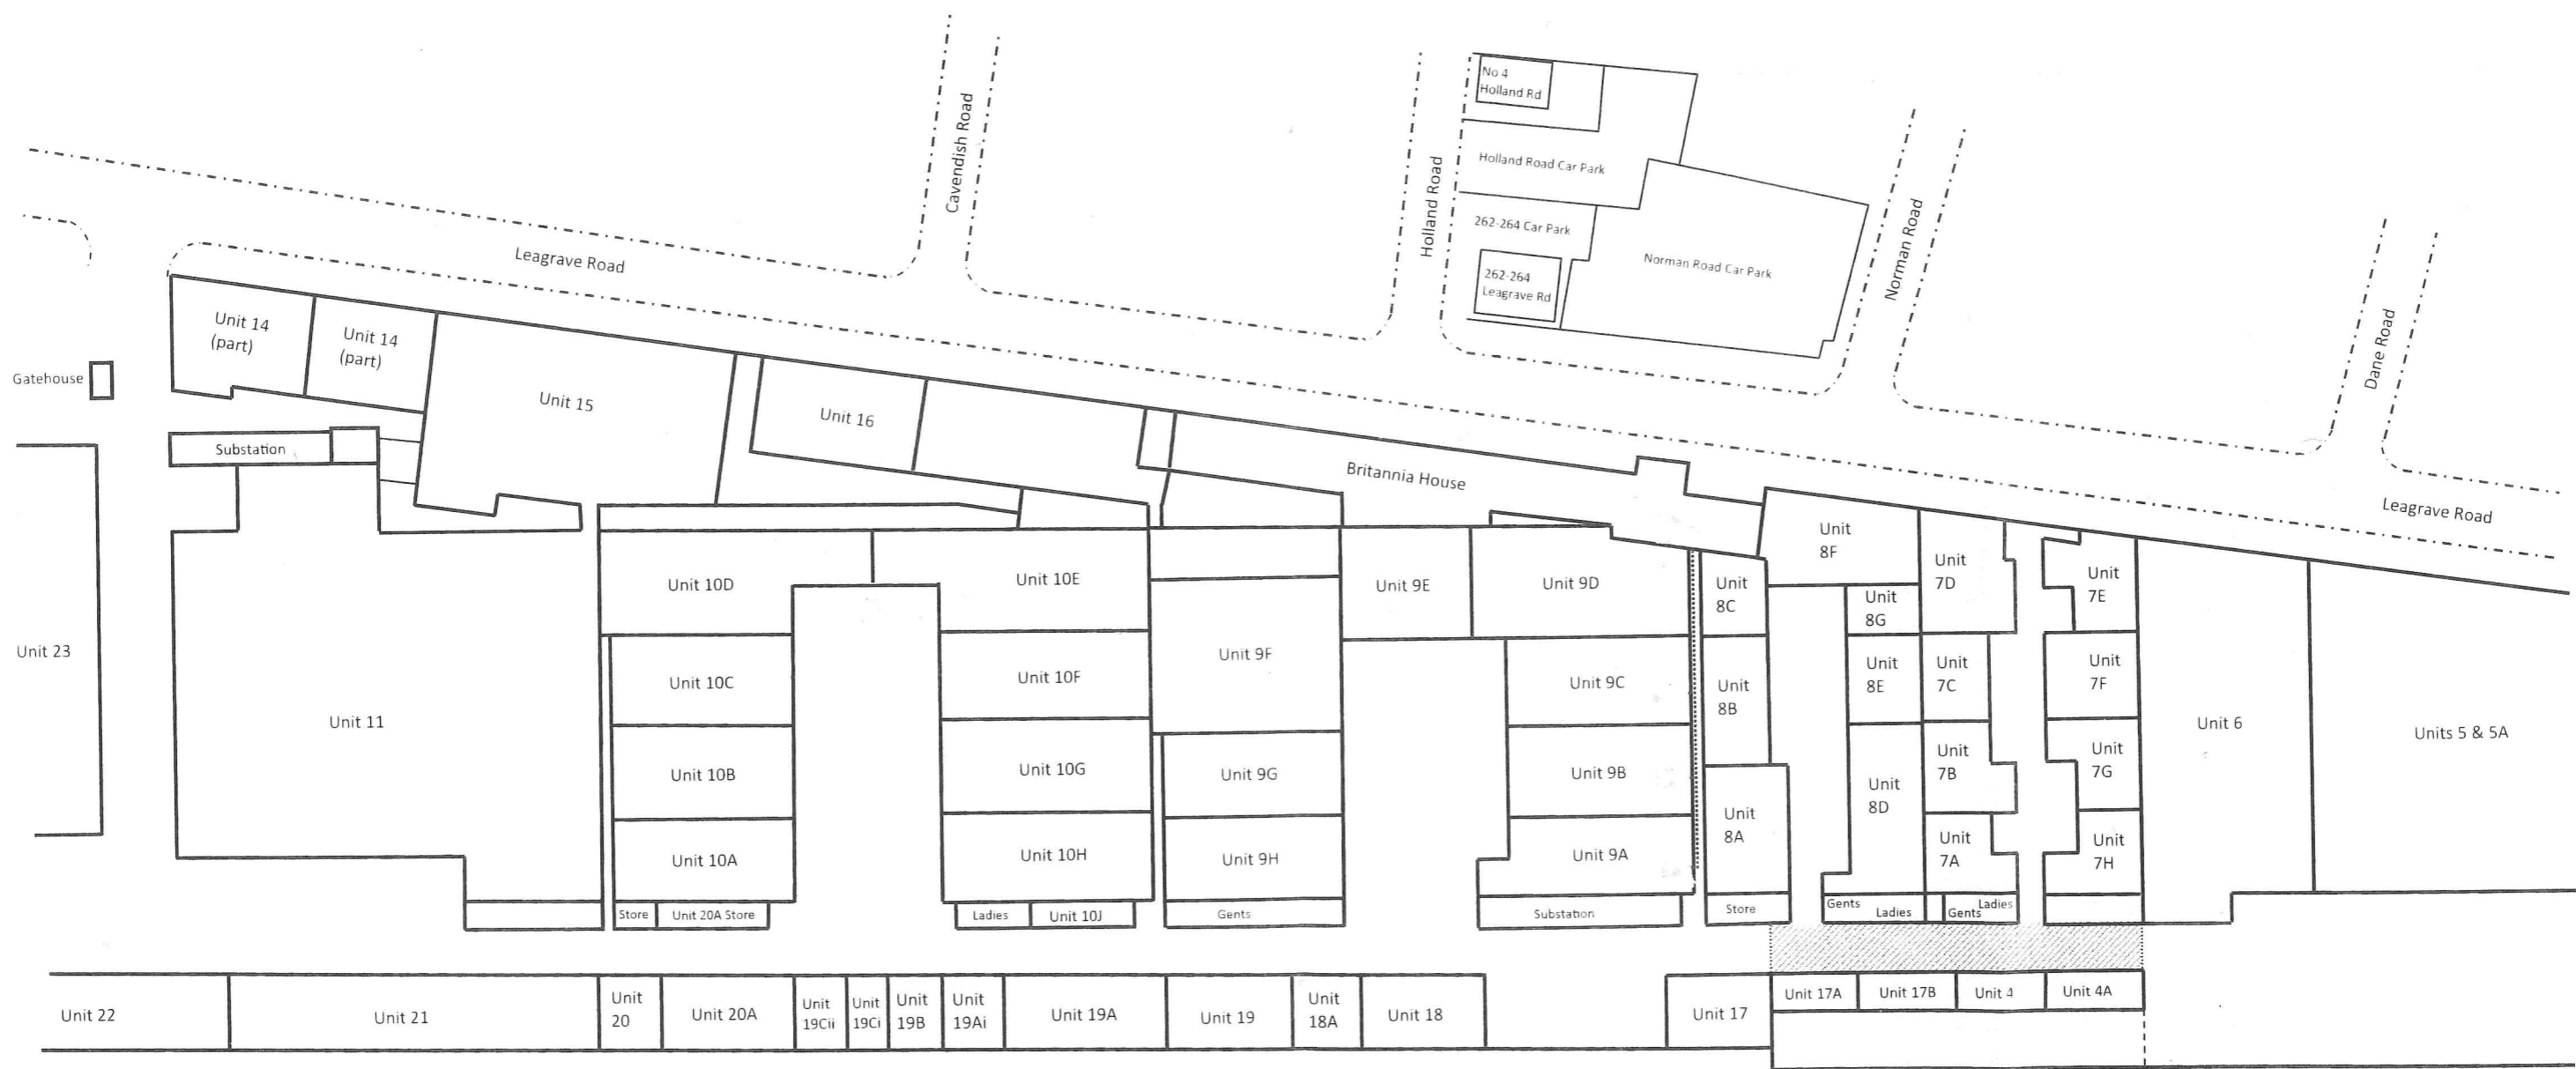 Cavendish Road
Holland Road
No 4
Holland Rd
Holland Road Car Park
262-264 Car Park
262-264
Leagrave Rd
Norman Road Car Park
Norman Road
Dane Road
Leagrave Road
Leagrave Road
Gatehouse
Unit 14
(part)
Unit 14
(part)
Unit 15
Unit 16
Britannia House
Substation
Unit 23
Unit 11
Unit 10D
Unit 10C
Unit 10B
Unit 10A
Store
Unit 20A Store
Unit 10E
Unit 10F
Unit 10G
Unit 10H
Ladies
Unit 10J
Unit 9F
Unit 9G
Unit 9H
Gents
Unit 9E
Unit 9D
Unit 9C
Unit 9B
Unit 9A
Substation
Unit
8C
Unit
8B
Unit
8A
Store
Unit
8F
Unit
8G
Unit
8E
Unit
8D
Gents
Ladies
Unit
7D
Unit
7C
Unit
7B
Unit
7A
Ladies
Gents
Unit
7E
Unit
7F
Unit
7G
Unit
7H
Unit 6
Units 5 & 5A
Unit 22
Unit 21
Unit
20
Unit 20A
Unit
19Cii
Unit
19Ci
Unit
19B
Unit
19Ai
Unit 19A
Unit 19
Unit
18A
Unit 18
Unit 17
Unit 17A
Unit 17B
Unit 4
Unit 4A